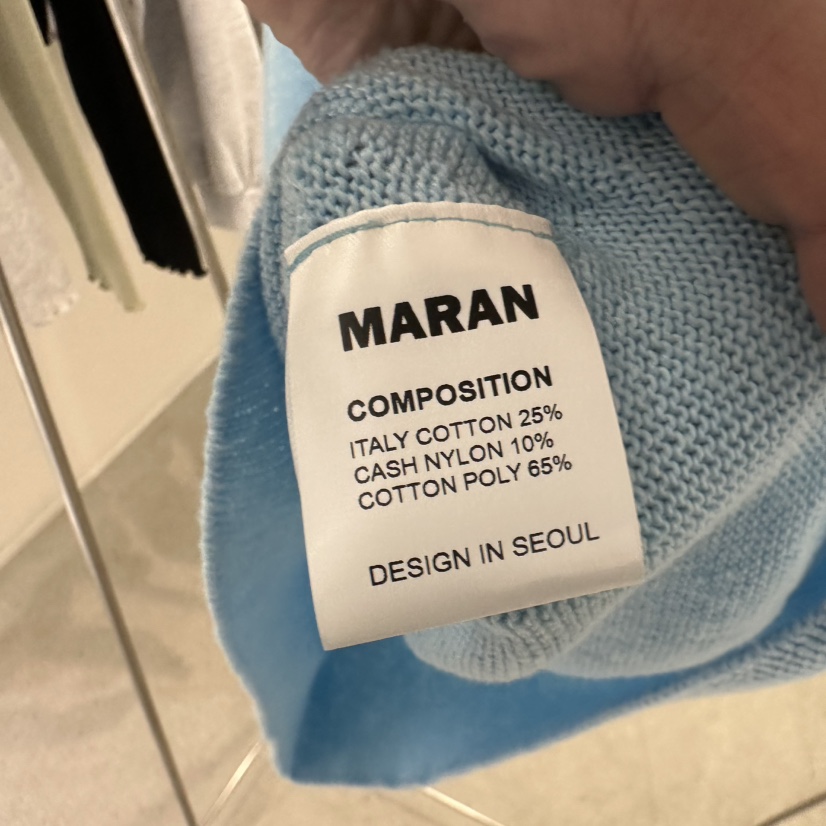 MARAN
COMPOSITION
ITALY COTTON 25%
CASH NYLON 10%
COTTON POLY 65%
DESIGN IN SEOUL